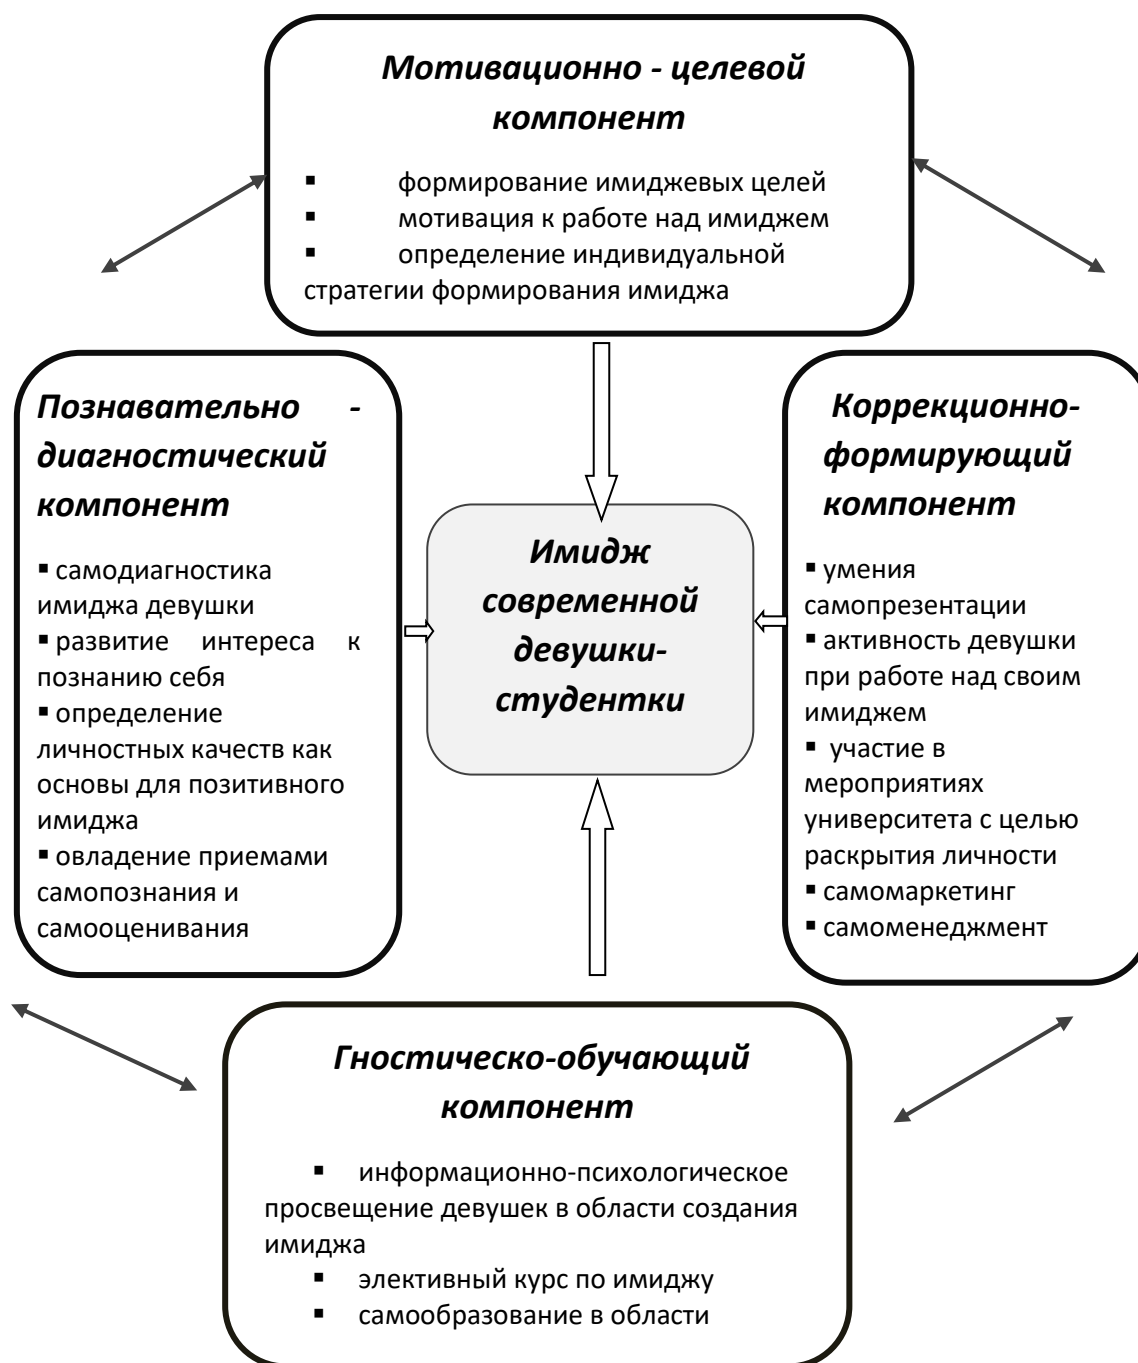 Мотивационно - целевой
компонент
▪ формирование имиджевых целей
▪ мотивация к работе над имиджем
▪ определение индивидуальной
стратегии формирования имиджа
Познавательно -
диагностический
компонент
▪ самодиагностика
имиджа девушки
▪ развитие интереса к
познанию себя
▪ определение
личностных качеств как
основы для позитивного
имиджа
▪ овладение приемами
самопознания и
самооценивания
Имидж
современной
девушки-
студентки
Коррекционно-
формирующий
компонент
▪ умения
самопрезентации
▪ активность девушки
при работе над своим
имиджем
▪ участие в
мероприятиях
университета с целью
раскрытия личности
▪ самомаркетинг
▪ самоменеджмент
Гностическо-обучающий
компонент
▪ информационно-психологическое
просвещение девушек в области создания
имиджа
▪ элективный курс по имиджу
▪ самообразование в области